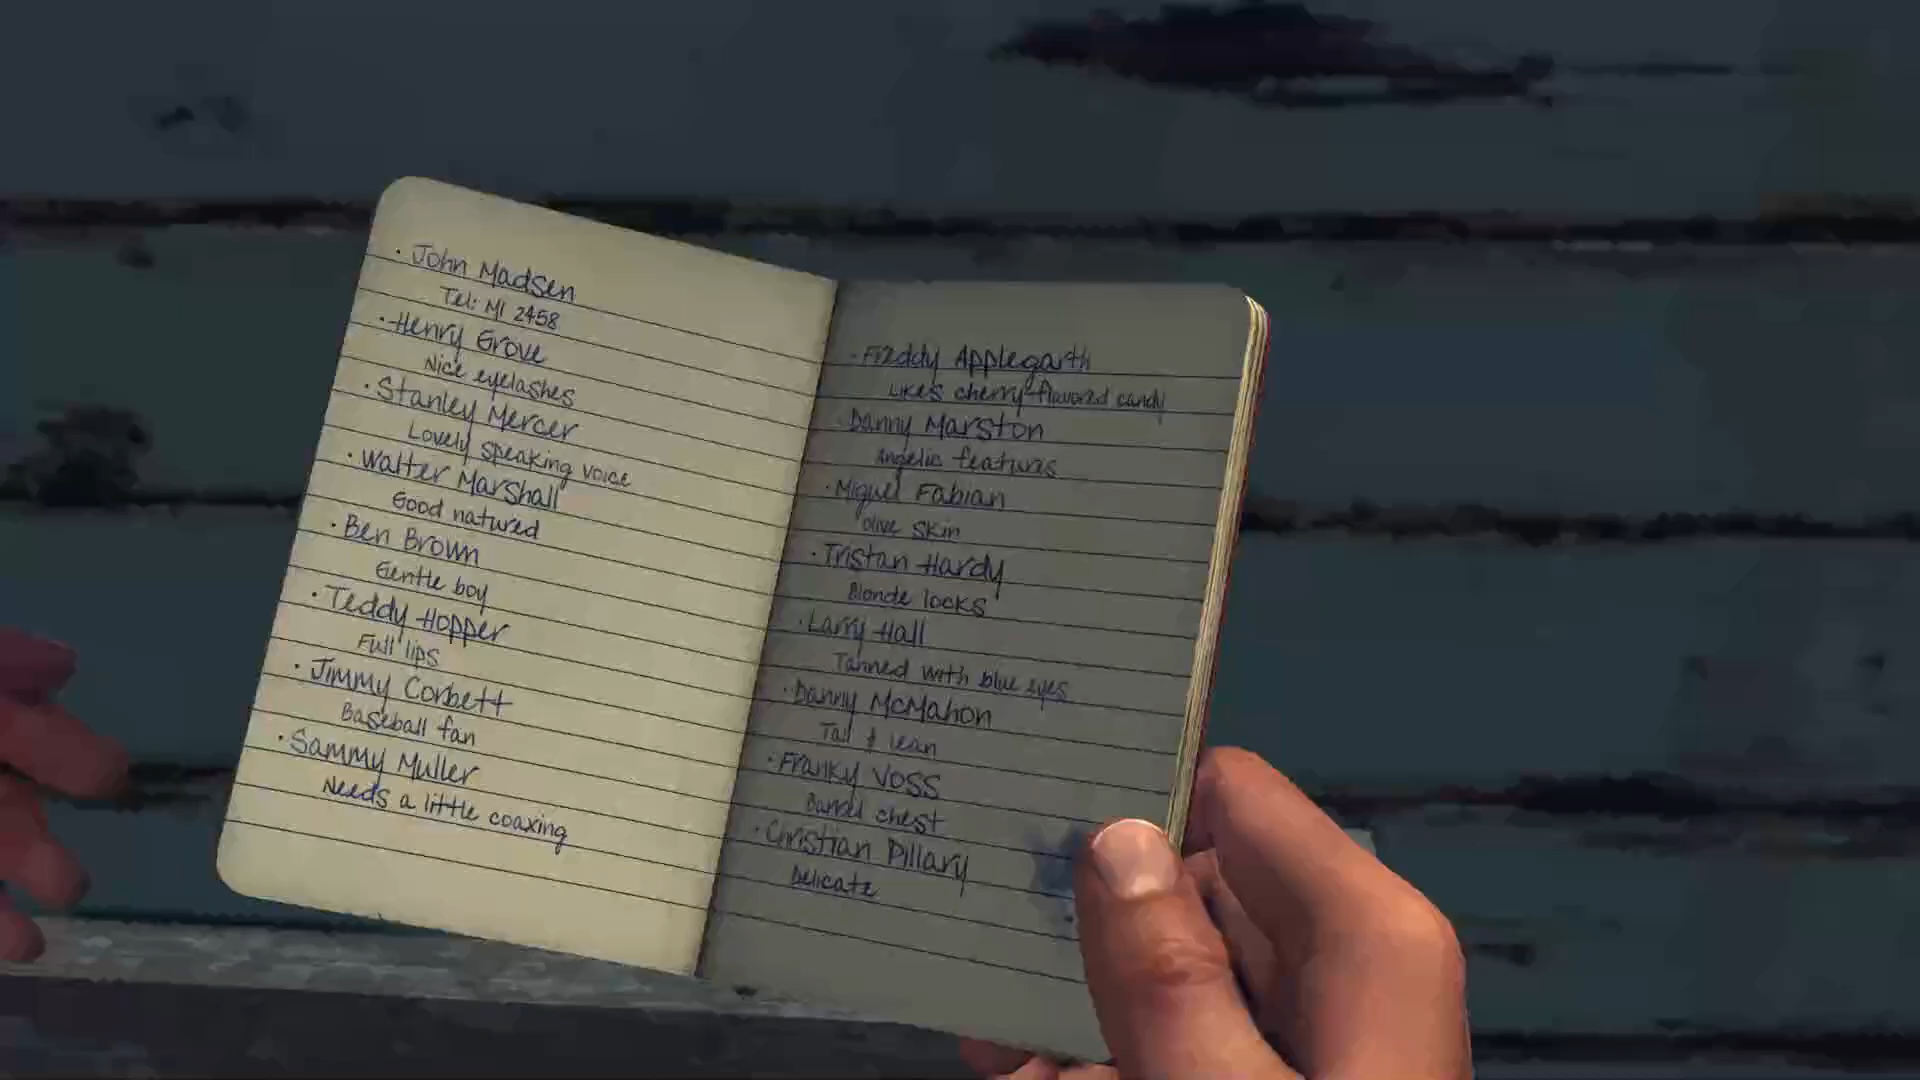 · John Madsen
Tel: MI 2458
· Henry Grove
Nice eyelashes
· Stanley Mercer
Lovely speaking voice
· Walter Marshall
Good natured
· Ben Brown
Gentle boy
· Teddy Hopper
Full lips
· Jimmy Corbett
Baseball fan
· Sammy Muller
Needs a little coaxing
· Freddy Applegarth
Likes cherry-flavored candy
· Danny Marston
Angelic features
· Miguel Fabian
olive skin
· Tristan Hardy
Blonde locks
· Larry Hall
Tanned with blue eyes
· Danny McMahon
Tall & lean
· Franky Voss
Barrel chest
· Christian Pillary
Delicate